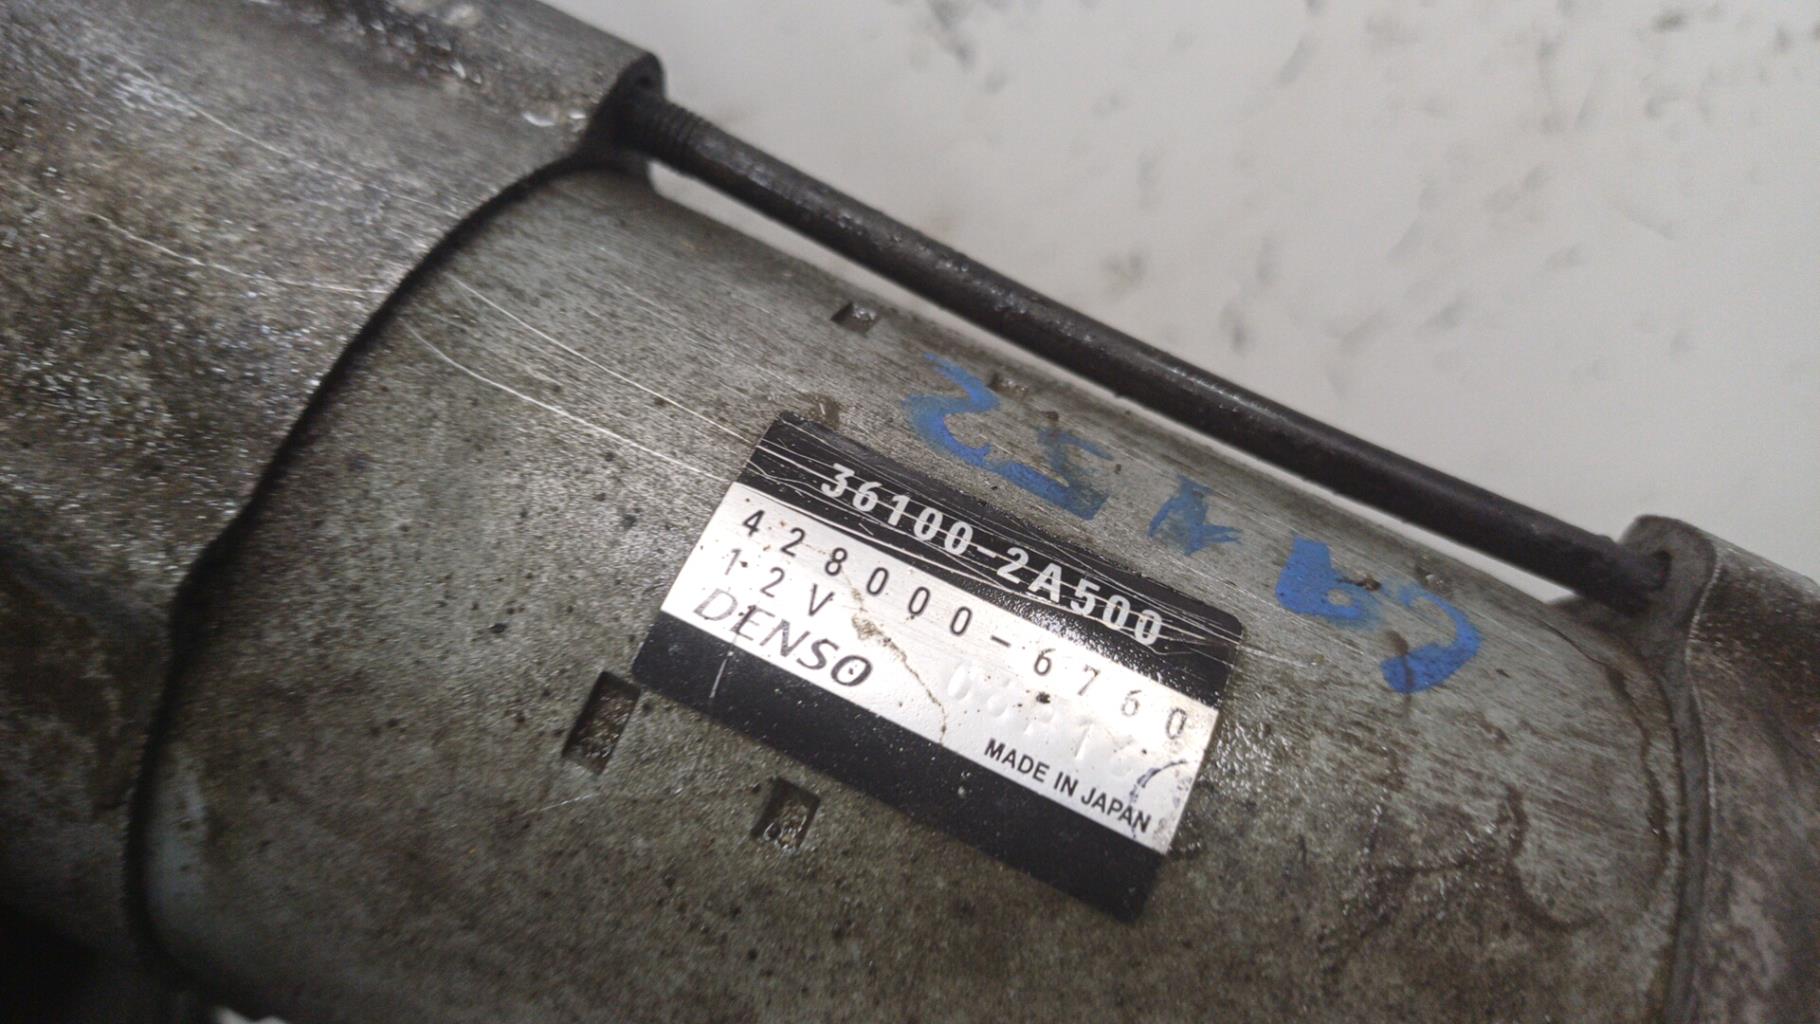 36100-2A500
428000-6760
12V
DENSO
MADE IN JAPAN